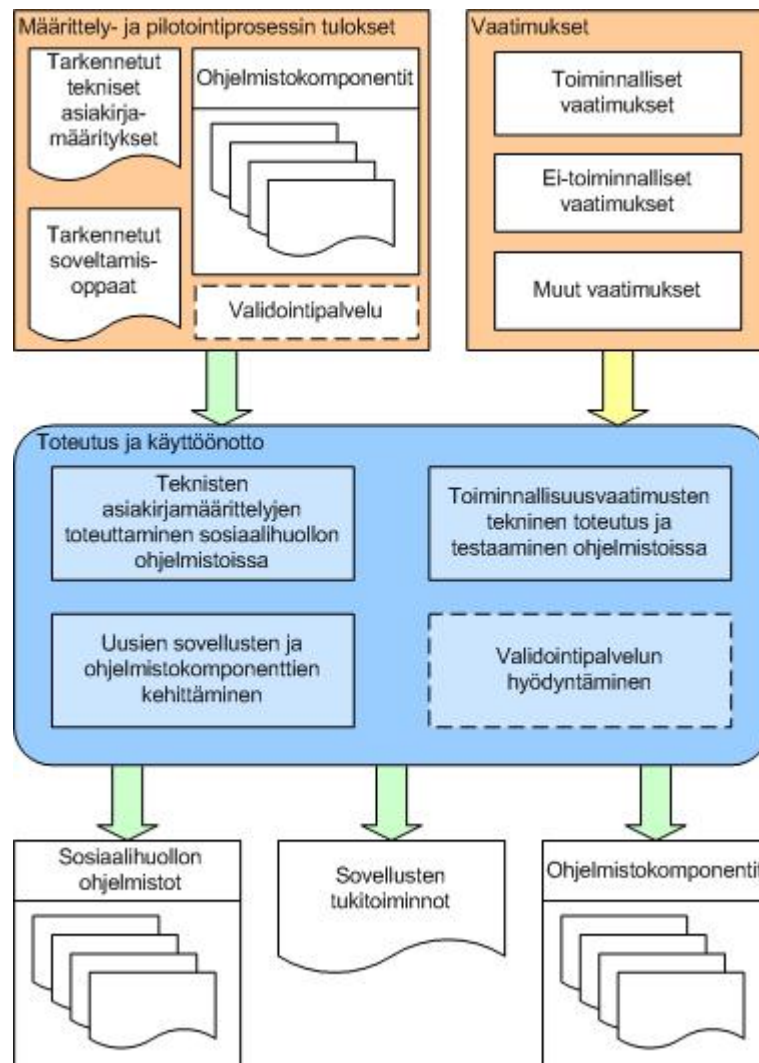 Määrittely- ja pilotointiprosessin tulokset
Tarkennetut
tekniset
asiakirja-
määritykset
Ohjelmistokomponentit
Tarkennetut
soveltamis-
oppaat
Validointipalvelu
Vaatimukset
Toiminnalliset
vaatimukset
Ei-toiminnalliset
vaatimukset
Muut vaatimukset
Toteutus ja käyttöönotto
Teknisten
asiakirjamäärittelyjen
toteuttaminen sosiaalihuollon
ohjelmistoissa
Toiminnallisuusvaatimusten
tekninen toteutus ja
testaaminen ohjelmistoissa
Uusien sovellusten ja
ohjelmistokomponenttien
kehittäminen
Validointipalvelun
hyödyntäminen
Sosiaalihuollon
ohjelmistot
Sovellusten
tukitoiminnot
Ohjelmistokomponentit